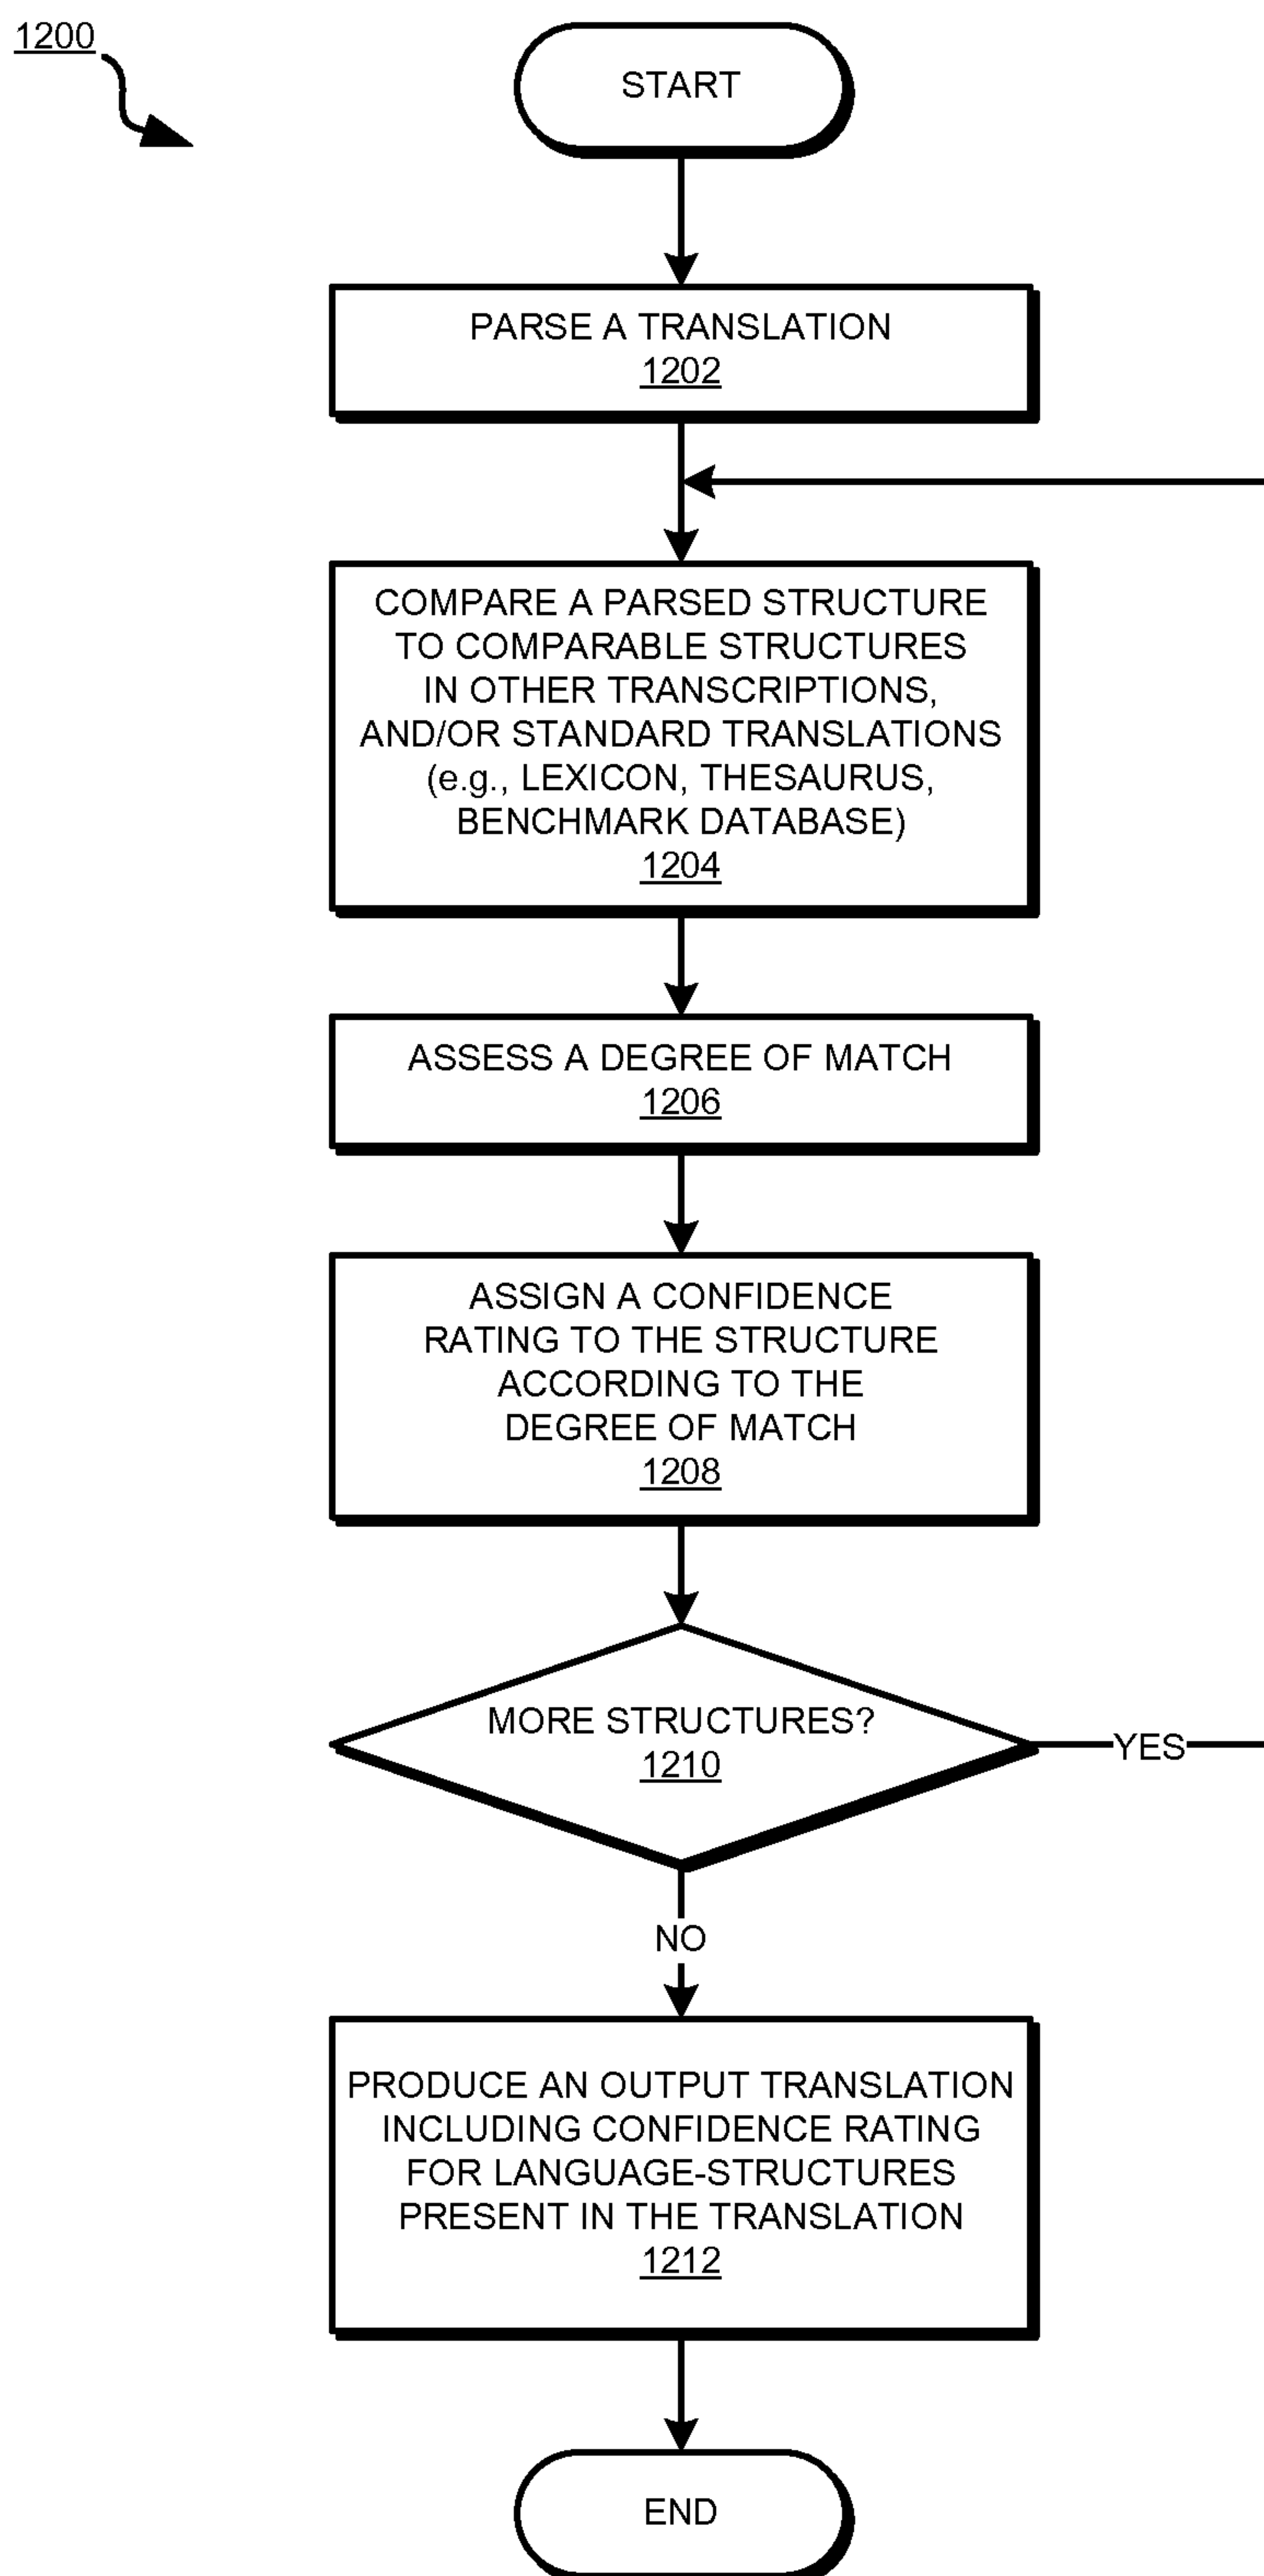 1200
START
PARSE A TRANSLATION
1202
COMPARE A PARSED STRUCTURE
TO COMPARABLE STRUCTURES
IN OTHER TRANSCRIPTIONS,
AND/OR STANDARD TRANSLATIONS
(e.g., LEXICON, THESAURUS,
BENCHMARK DATABASE)
1204
ASSESS A DEGREE OF MATCH
1206
ASSIGN A CONFIDENCE
RATING TO THE STRUCTURE
ACCORDING TO THE
DEGREE OF MATCH
1208
MORE STRUCTURES?
1210
YES
NO
PRODUCE AN OUTPUT TRANSLATION
INCLUDING CONFIDENCE RATING
FOR LANGUAGE-STRUCTURES
PRESENT IN THE TRANSLATION
1212
END